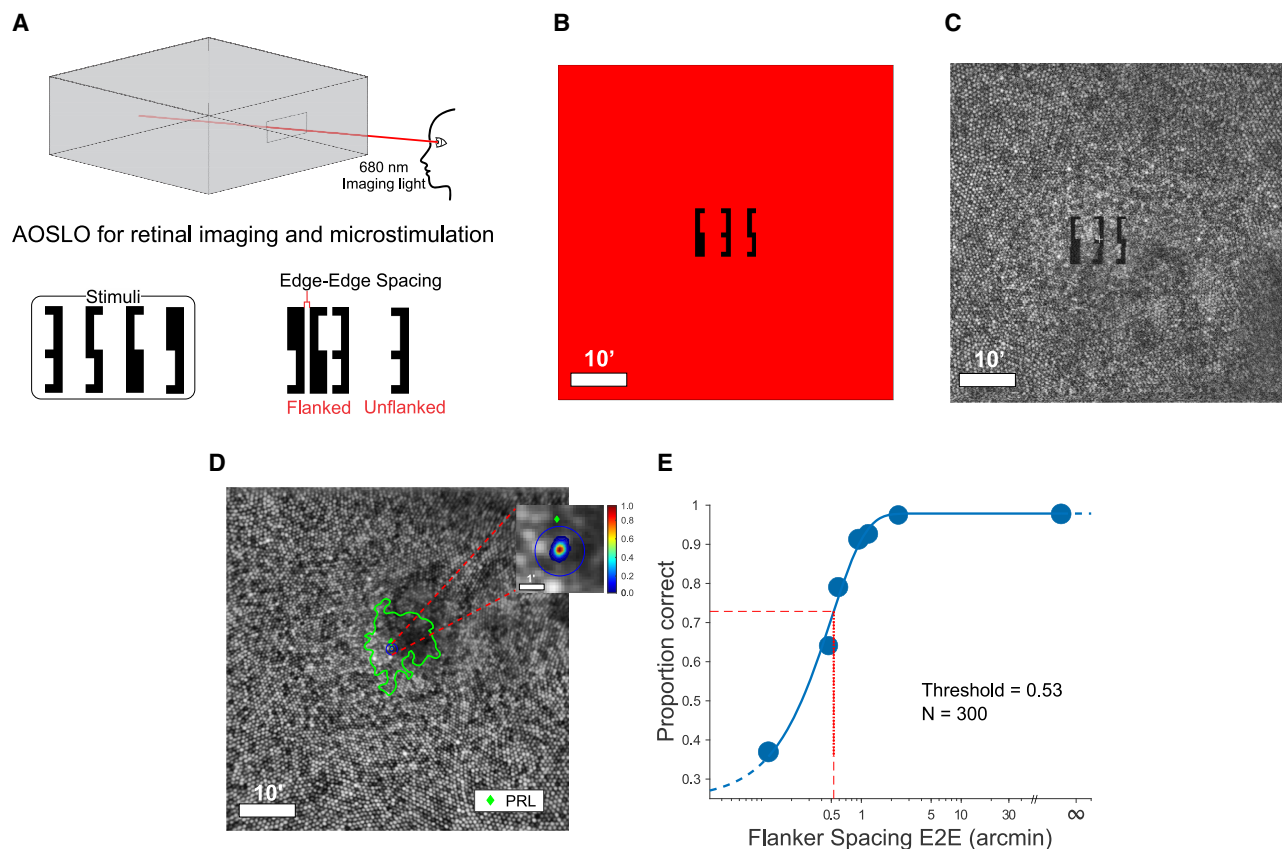 A
680 nm
Imaging light
AOSLO for retinal imaging and microstimulation
Stimuli
Edge-Edge Spacing
Flanked
Unflanked
B
10'
C
10'
D
1'
1.0
0.8
0.6
0.4
0.2
0.0
10'
PRL
E
Proportion correct
1
0.9
0.8
0.7
0.6
0.5
0.4
0.3
Threshold = 0.53
N = 300
0.5 1 5 10 30 ∞
Flanker Spacing E2E (arcmin)